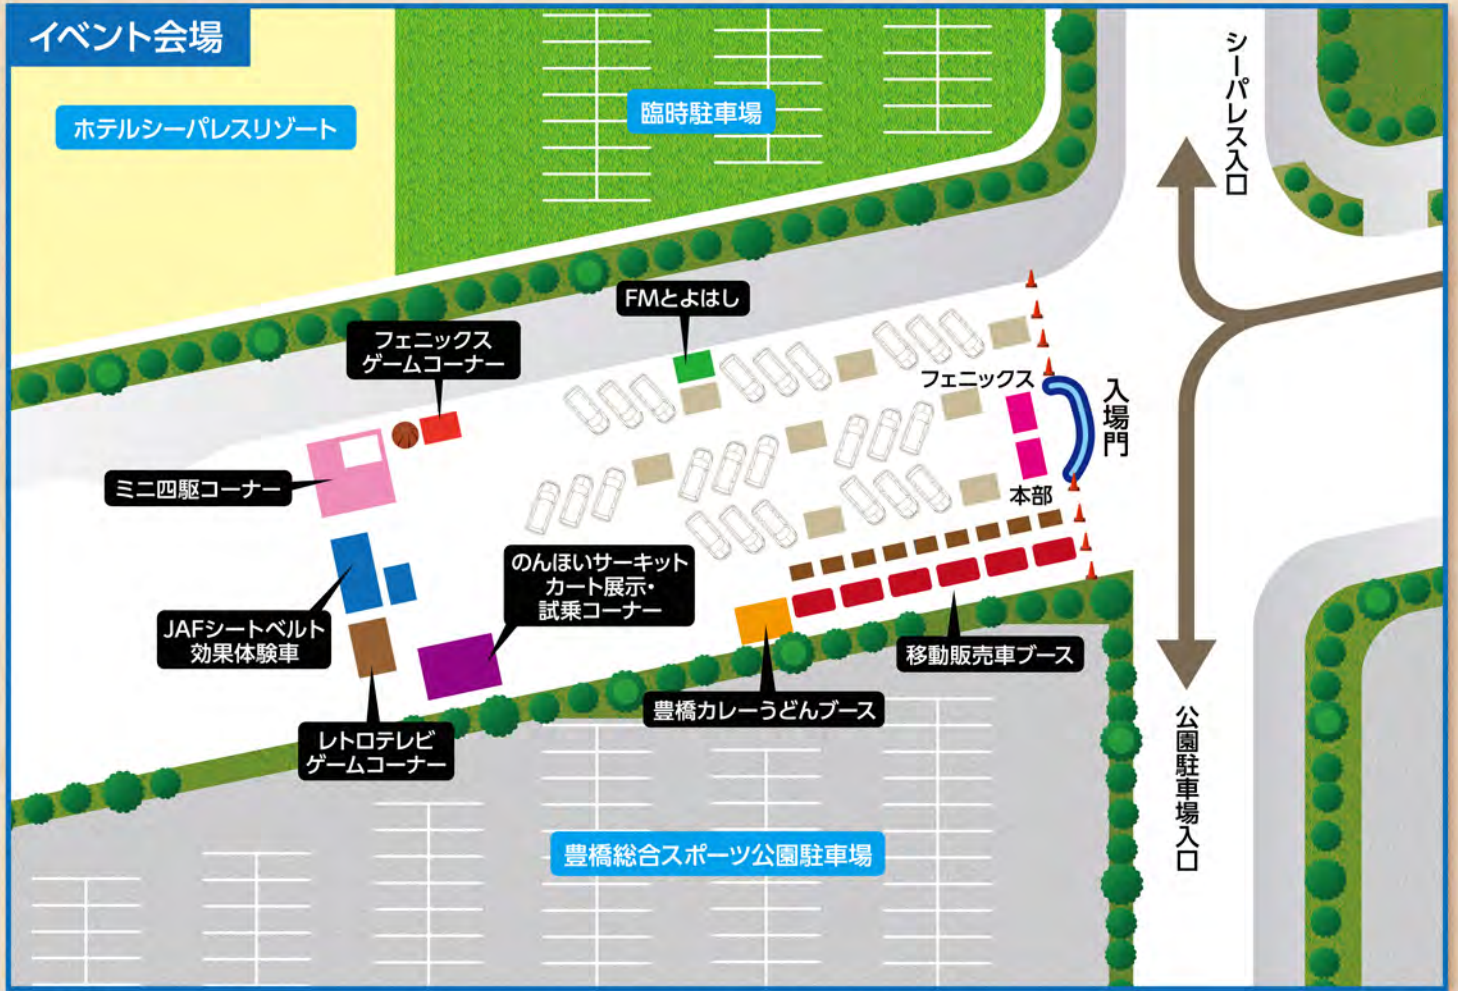 イベント会場
ホテルシーパレスリゾート
臨時駐車場
シーパレス入口
FMとよはし
フェニックス
ゲームコーナー
フェニックス
入場門
ミニ四駆コーナー
本部
のんほいサーキット
カート展示・
試乗コーナー
JAFシートベルト
効果体験車
移動販売車ブース
豊橋カレーうどんブース
レトロテレビ
ゲームコーナー
公園駐車場入口
豊橋総合スポーツ公園駐車場